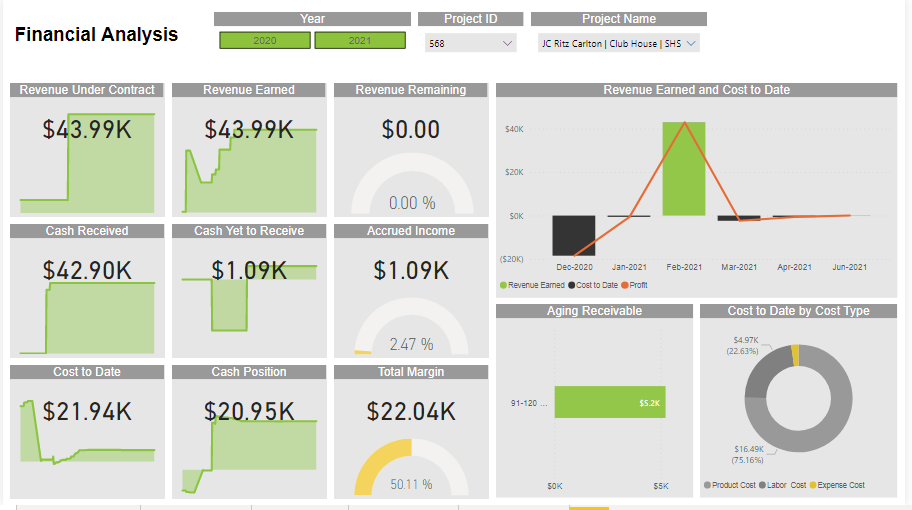 Financial Analysis
Year
2020
2021
Project ID
568
Project Name
JC Ritz Carlton | Club House | SHS
Revenue Under Contract
$43.99K
Revenue Earned
$43.99K
Revenue Remaining
$0.00
0.00 %
Cash Received
$42.90K
Cash Yet to Receive
$1.09K
Accrued Income
$1.09K
2.47 %
Cost to Date
$21.94K
Cash Position
$20.95K
Total Margin
$22.04K
50.11 %
Revenue Earned and Cost to Date
$40K
$20K
$0K
($20K)
Dec-2020 Jan-2021 Feb-2021 Mar-2021 Apr-2021 Jun-2021
Revenue Earned Cost to Date Profit
Aging Receivable
91-120 ...
$5.2K
$0K $5K
Cost to Date by Cost Type
$4.97K
(22.63%)
$16.49K
(75.16%)
Product Cost Labor Cost Expense Cost